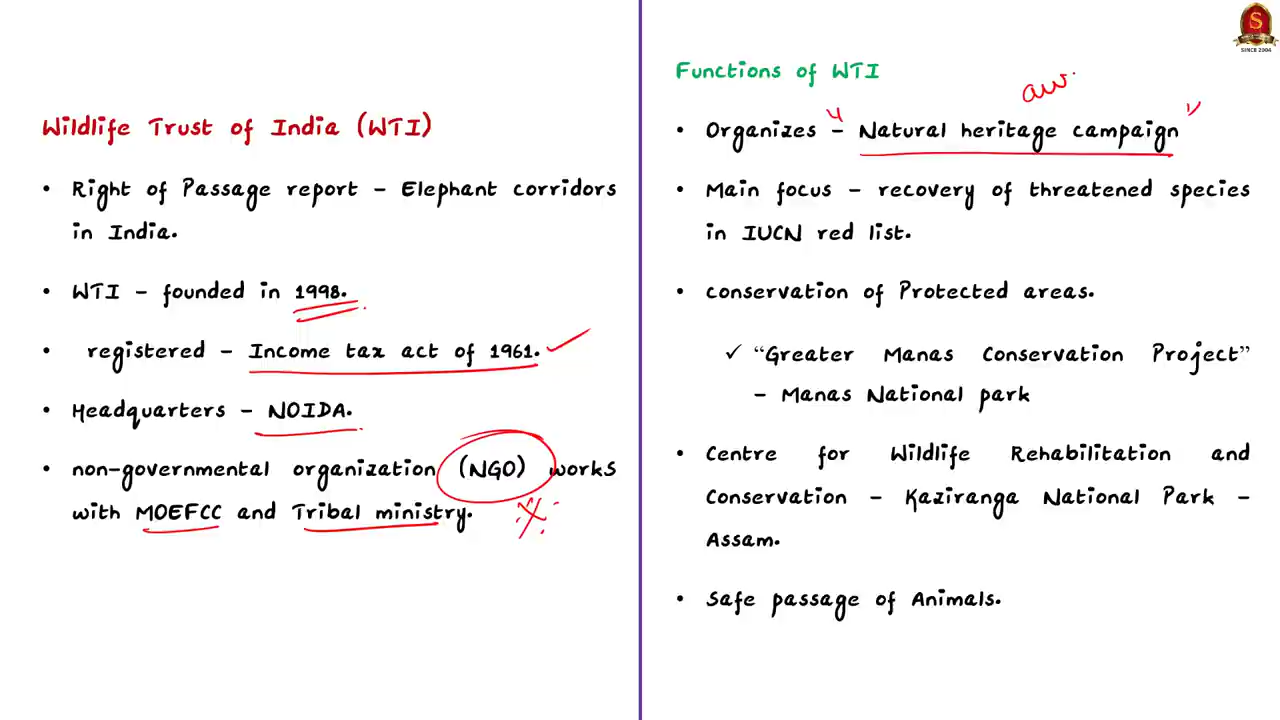 Wildlife Trust of India (WTI)
• Right of Passage report – Elephant corridors
in India.
• WTI – founded in 1998.
• registered – Income tax act of 1961.
• Headquarters – NOIDA.
• non-governmental organization (NGO) works
with MOEFCC and Tribal ministry.
S
SINCE 2004
Functions of WTI
aw
• Organizes – Natural heritage campaign
• Main focus – recovery of threatened species
in IUCN red list.
• conservation of Protected areas.
✓ “Greater Manas Conservation Project”
– Manas National park
• Centre for Wildlife Rehabilitation and
Conservation – Kaziranga National Park –
Assam.
• Safe passage of Animals.